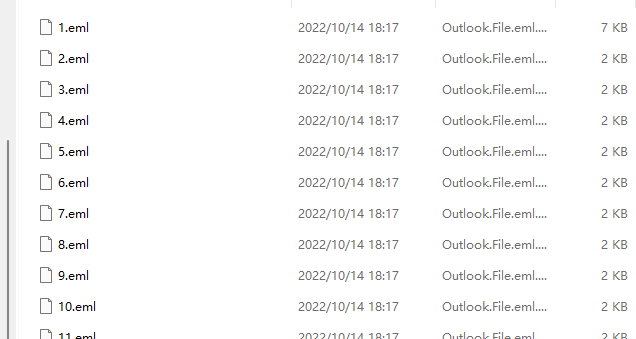 1.eml 2022/10/14 18:17 Outlook.File.eml.... 7 KB
2.eml 2022/10/14 18:17 Outlook.File.eml.... 2 KB
3.eml 2022/10/14 18:17 Outlook.File.eml.... 2 KB
4.eml 2022/10/14 18:17 Outlook.File.eml.... 2 KB
5.eml 2022/10/14 18:17 Outlook.File.eml.... 2 KB
6.eml 2022/10/14 18:17 Outlook.File.eml.... 2 KB
7.eml 2022/10/14 18:17 Outlook.File.eml.... 2 KB
8.eml 2022/10/14 18:17 Outlook.File.eml.... 2 KB
9.eml 2022/10/14 18:17 Outlook.File.eml.... 2 KB
10.eml 2022/10/14 18:17 Outlook.File.eml.... 2 KB
11.eml 2022/10/14 18:17 Outlook.File.eml.... 2 KB